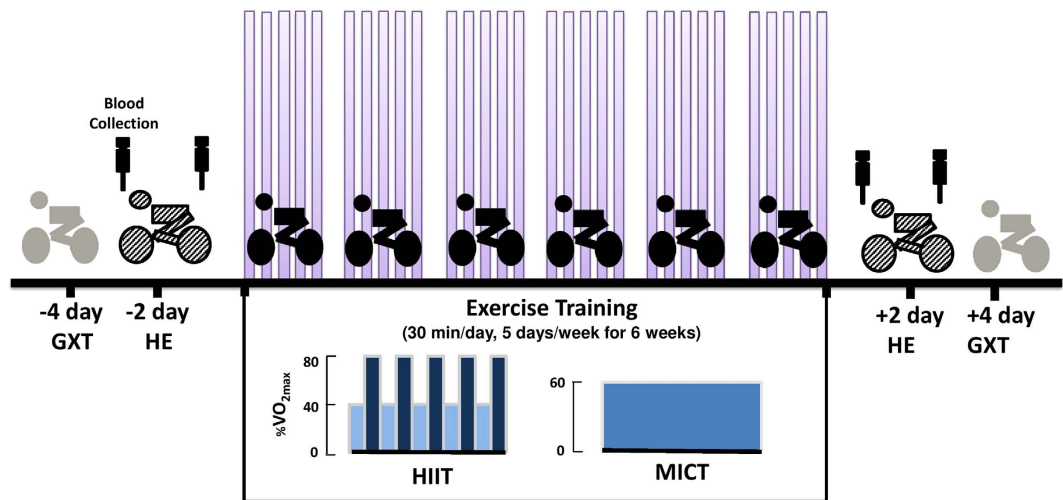 Blood
Collection
-4 day
GXT
-2 day
HE
Exercise Training
(30 min/day, 5 days/week for 6 weeks)
+2 day
HE
+4 day
GXT
%VO2max
80
40
0
HIIT
60
0
MICT